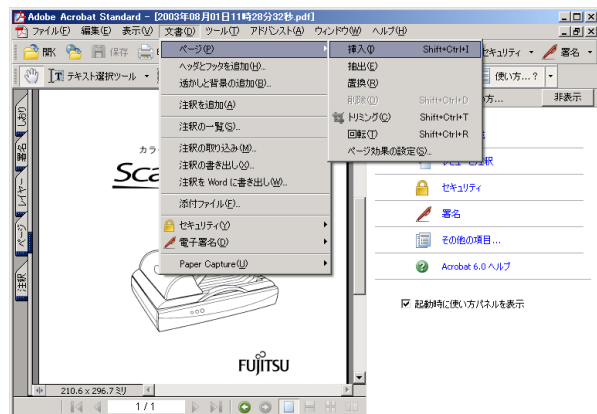 Adobe Acrobat Standard - [2003年08月01日11時28分32秒.pdf]
ファイル(F) 編集(E) 表示(V) 文書(D) ツール(T) アドバンスト(A) ウィンドウ(W) ヘルプ(H)
開く 保存 セキュリティ 署名
テキスト選択ツール 使い方...?
ページ(P)
ヘッダとフッタを追加(H)...
透かしと背景の追加(B)...
注釈を追加(A)
注釈の一覧(S)...
注釈の取り込み(M)...
注釈の書き出し(X)...
注釈を Word に書き出し(W)...
添付ファイル(F)...
セキュリティ(Y)
電子署名(D)
Paper Capture(U)
挿入(I) Shift+Ctrl+I
抽出(E)
置換(R)
削除(D) Shift+Ctrl+D
トリミング(C) Shift+Ctrl+T
回転(T) Shift+Ctrl+R
ページ効果の設定(S)...
非表示
セキュリティ
署名
その他の項目...
Acrobat 6.0 ヘルプ
起動時に使い方パネルを表示
しおり
署名
レイヤー
ページ
注釈
カラ
Sca
FUJITSU
210.6 x 296.7 ミリ
1 / 1